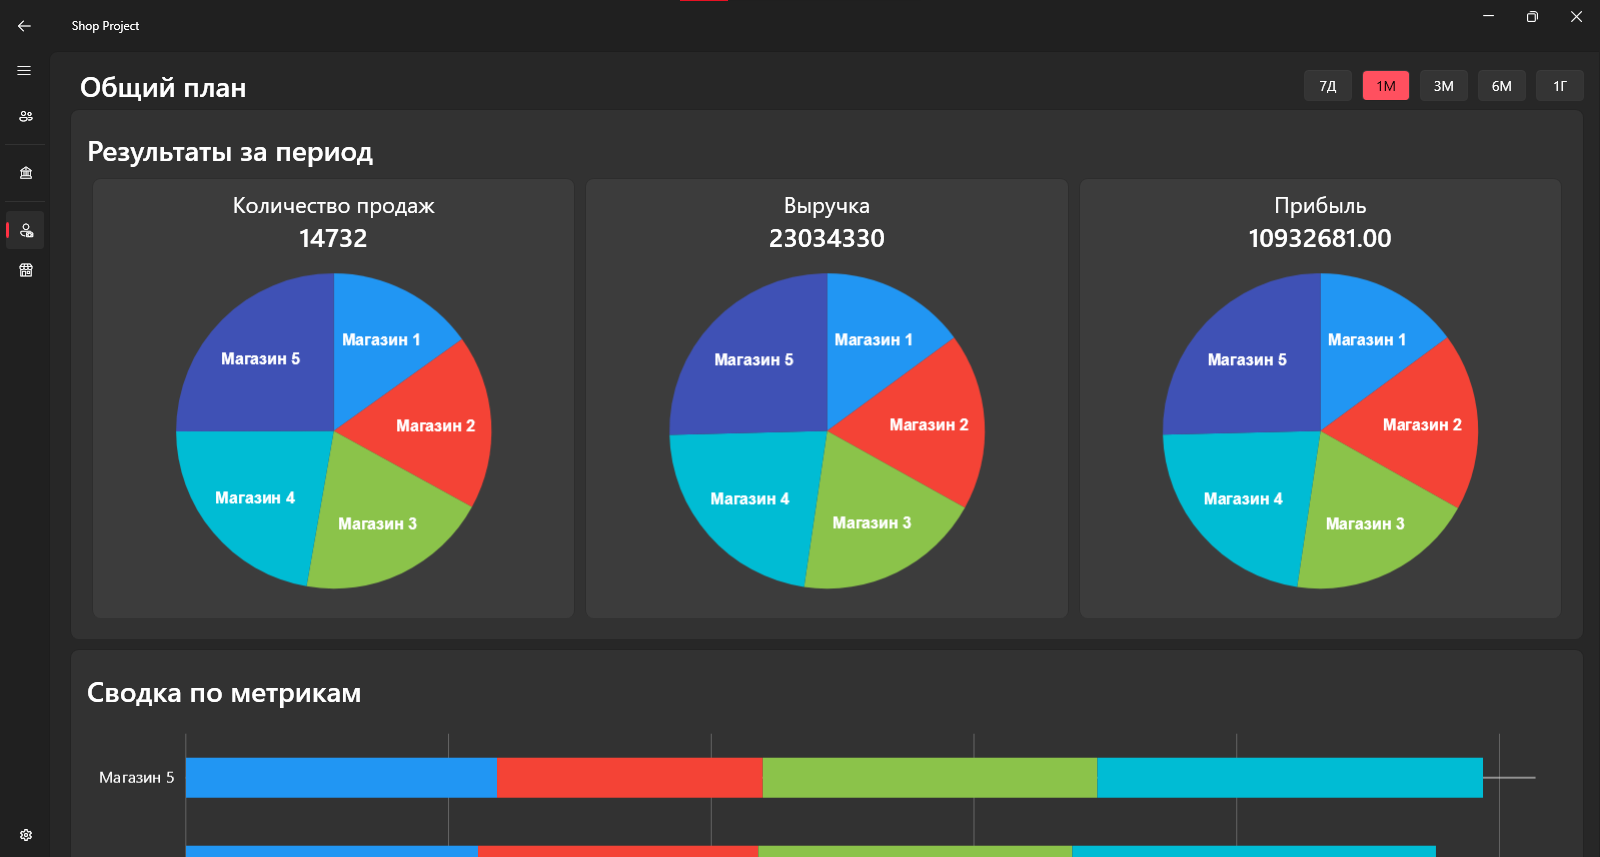 Shop Project
Общий план
7Д 1М 3М 6М 1Г
Результаты за период
Количество продаж
14732
Магазин 1
Магазин 5
Магазин 2
Магазин 4
Магазин 3
Выручка
23034330
Магазин 1
Магазин 5
Магазин 2
Магазин 4
Магазин 3
Прибыль
10932681.00
Магазин 1
Магазин 5
Магазин 2
Магазин 4
Магазин 3
Сводка по метрикам
Магазин 5